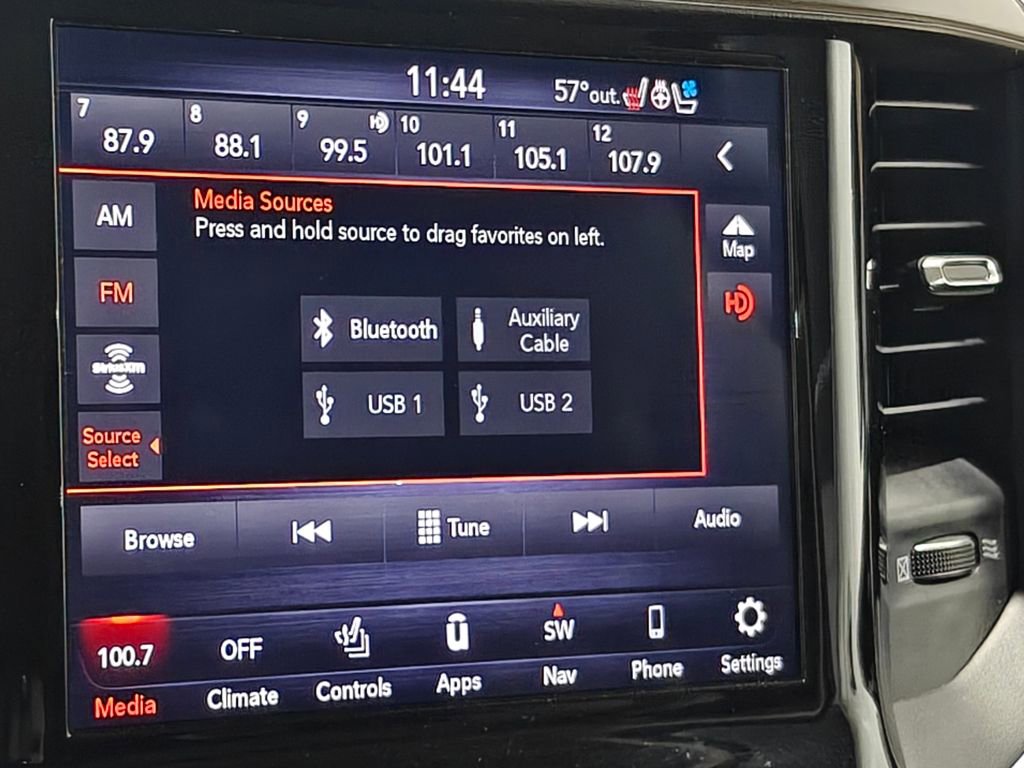 11:44 57° out.
7 8 9 HD 10 11 12
87.9 88.1 99.5 101.1 105.1 107.9
AM
Media Sources
Press and hold source to drag favorites on left.
Map
FM
HD
Bluetooth
Auxiliary
Cable
SiriusXM
USB 1 USB 2
Source
Select
Browse Tune Audio
100.7 OFF SW
Media Climate Controls Apps Nav Phone Settings